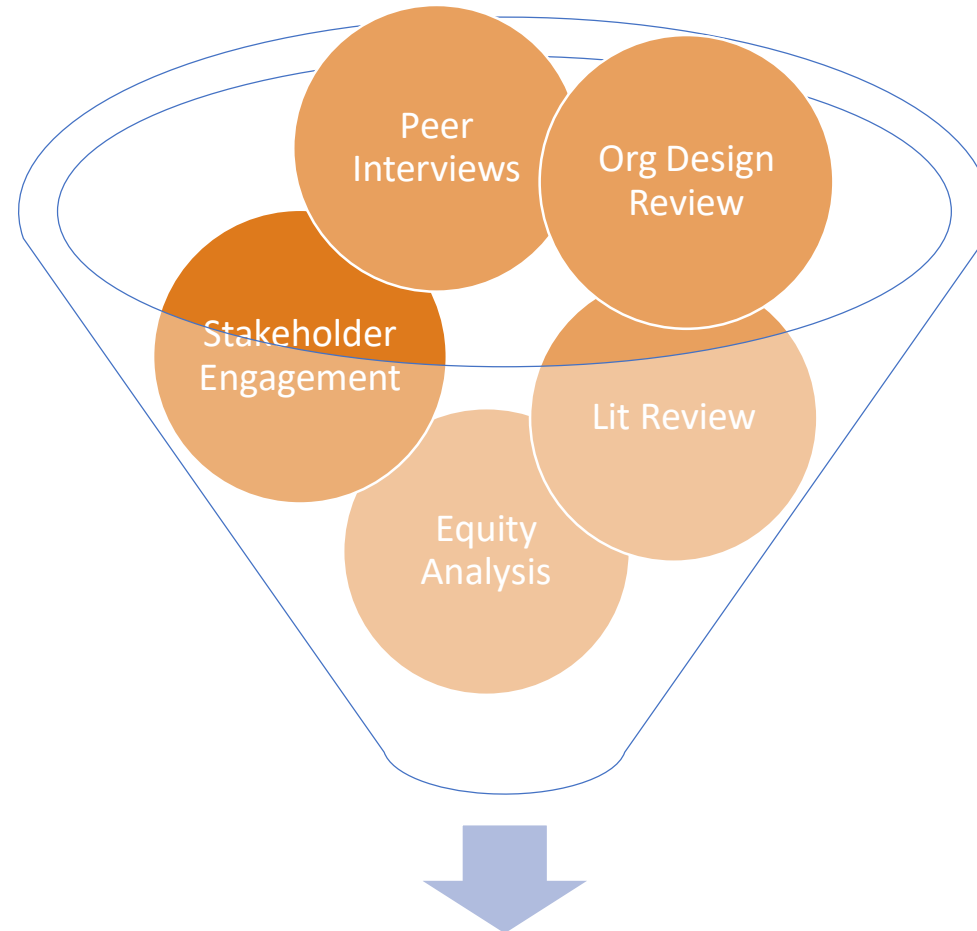 Peer
Interviews
Org Design
Review
Stakeholder
Engagement
Lit Review
Equity
Analysis